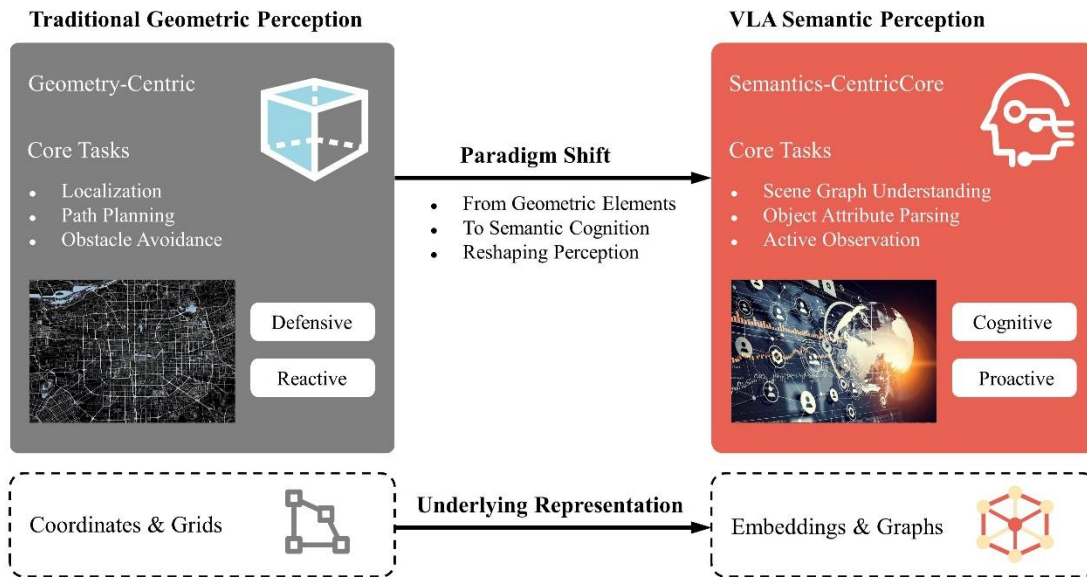 Traditional Geometric Perception
Geometry-Centric
Core Tasks
• Localization
• Path Planning
• Obstacle Avoidance
Defensive
Reactive
Coordinates & Grids
Paradigm Shift
• From Geometric Elements
• To Semantic Cognition
• Reshaping Perception
Underlying Representation
VLA Semantic Perception
Semantics-CentricCore
Core Tasks
• Scene Graph Understanding
• Object Attribute Parsing
• Active Observation
Cognitive
Proactive
Embeddings & Graphs